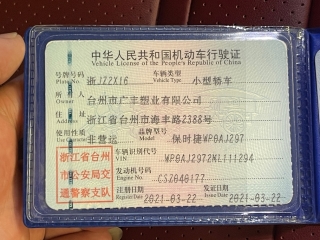 中华人民共和国机动车行驶证
Vehicle License of the People's Republic of China
号牌号码 Plate No. 浙JZ2X16 车辆类型 Vehicle Type 小型轿车
所有人 Owner 台州市广丰塑业有限公司
住址 Address 浙江省台州市海丰路2388号
使用性质 Use Character 非营运 品牌型号 Model 保时捷WP0AJ297
浙江省台州市公安局交通警察支队
车辆识别代号 VIN WP0AJ2972NL111294
发动机号码 Engine No. CSZ040177
注册日期 Register Date 2021-03-22 发证日期 Issue Date 2021-03-22